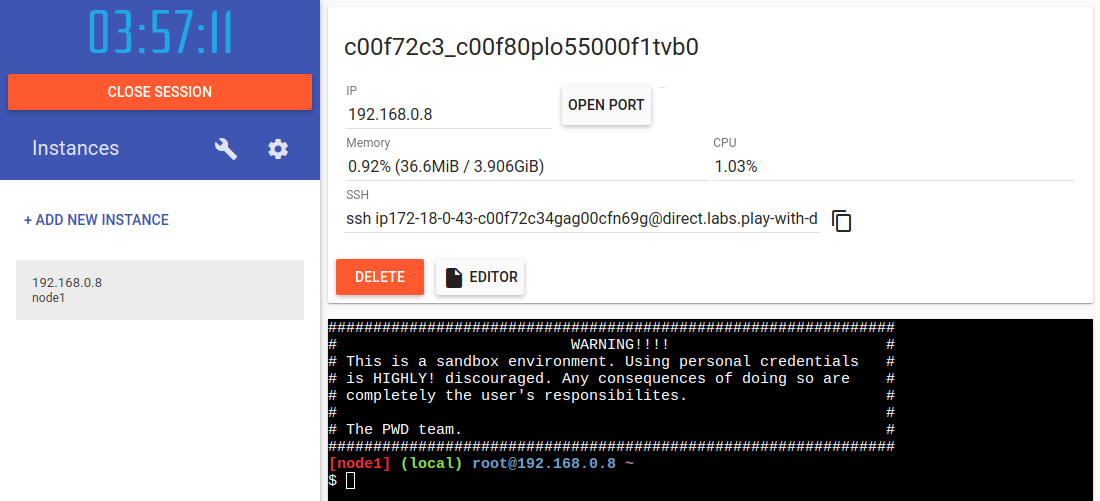 03:57:11
CLOSE SESSION
Instances
+ ADD NEW INSTANCE
192.168.0.8
node1
c00f72c3_c00f80plo55000f1tvb0
IP
192.168.0.8
OPEN PORT
Memory
0.92% (36.6MiB / 3.906GiB)
CPU
1.03%
SSH
ssh ip172-18-0-43-c00f72c34gag00cfn69g@direct.labs.play-with-d
DELETE
EDITOR
###############################################################
# WARNING!!!! #
# This is a sandbox environment. Using personal credentials #
# is HIGHLY! discouraged. Any consequences of doing so are #
# completely the user's responsibilites. #
# #
# The PWD team. #
###############################################################
[node1] (local) root@192.168.0.8 ~
$